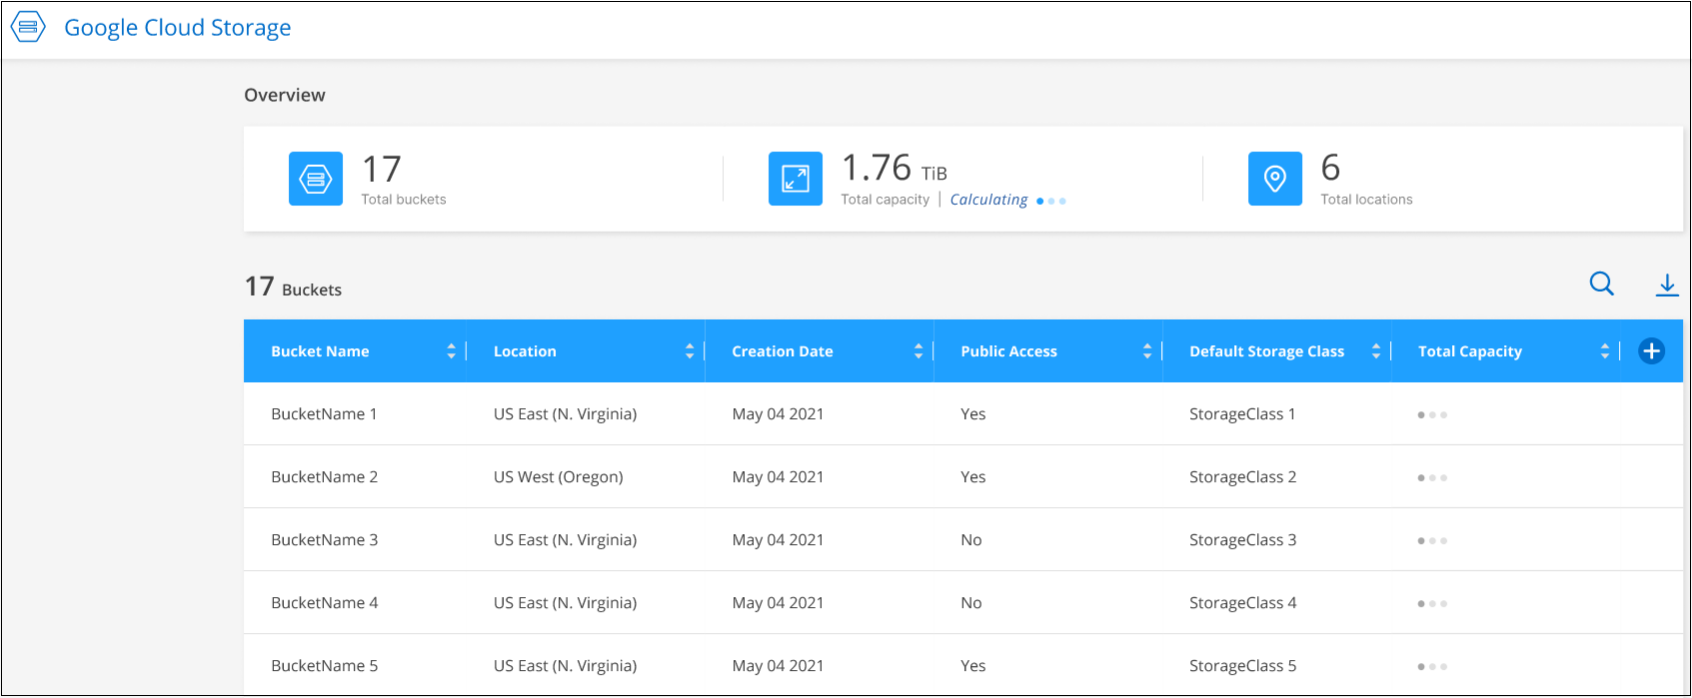 Google Cloud Storage
Overview
17
Total buckets
1.76 TiB
Total capacity | Calculating
6
Total locations
17 Buckets
Bucket Name Location Creation Date Public Access Default Storage Class Total Capacity
BucketName 1 US East (N. Virginia) May 04 2021 Yes StorageClass 1
BucketName 2 US West (Oregon) May 04 2021 Yes StorageClass 2
BucketName 3 US East (N. Virginia) May 04 2021 No StorageClass 3
BucketName 4 US East (N. Virginia) May 04 2021 No StorageClass 4
BucketName 5 US East (N. Virginia) May 04 2021 Yes StorageClass 5